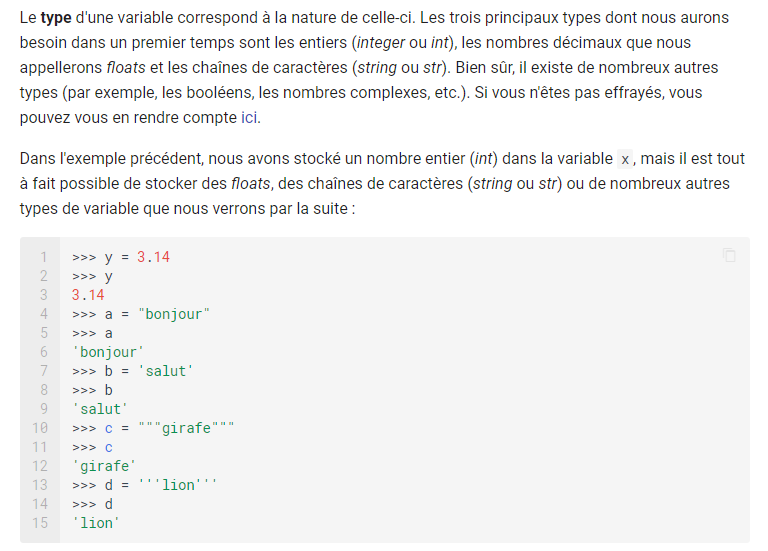 Le type d'une variable correspond à la nature de celle-ci. Les trois principaux types dont nous aurons
besoin dans un premier temps sont les entiers (integer ou int), les nombres décimaux que nous
appellerons floats et les chaînes de caractères (string ou str). Bien sûr, il existe de nombreux autres
types (par exemple, les booléens, les nombres complexes, etc.). Si vous n'êtes pas effrayés, vous
pouvez vous en rendre compte ici.
Dans l'exemple précédent, nous avons stocké un nombre entier (int) dans la variable x, mais il est tout
à fait possible de stocker des floats, des chaînes de caractères (string ou str) ou de nombreux autres
types de variable que nous verrons par la suite :
1 >>> y = 3.14
2 >>> y
3 3.14
4 >>> a = "bonjour"
5 >>> a
6 'bonjour'
7 >>> b = 'salut'
8 >>> b
9 'salut'
10 >>> c = """girafe"""
11 >>> c
12 'girafe'
13 >>> d = '''lion'''
14 >>> d
15 'lion'